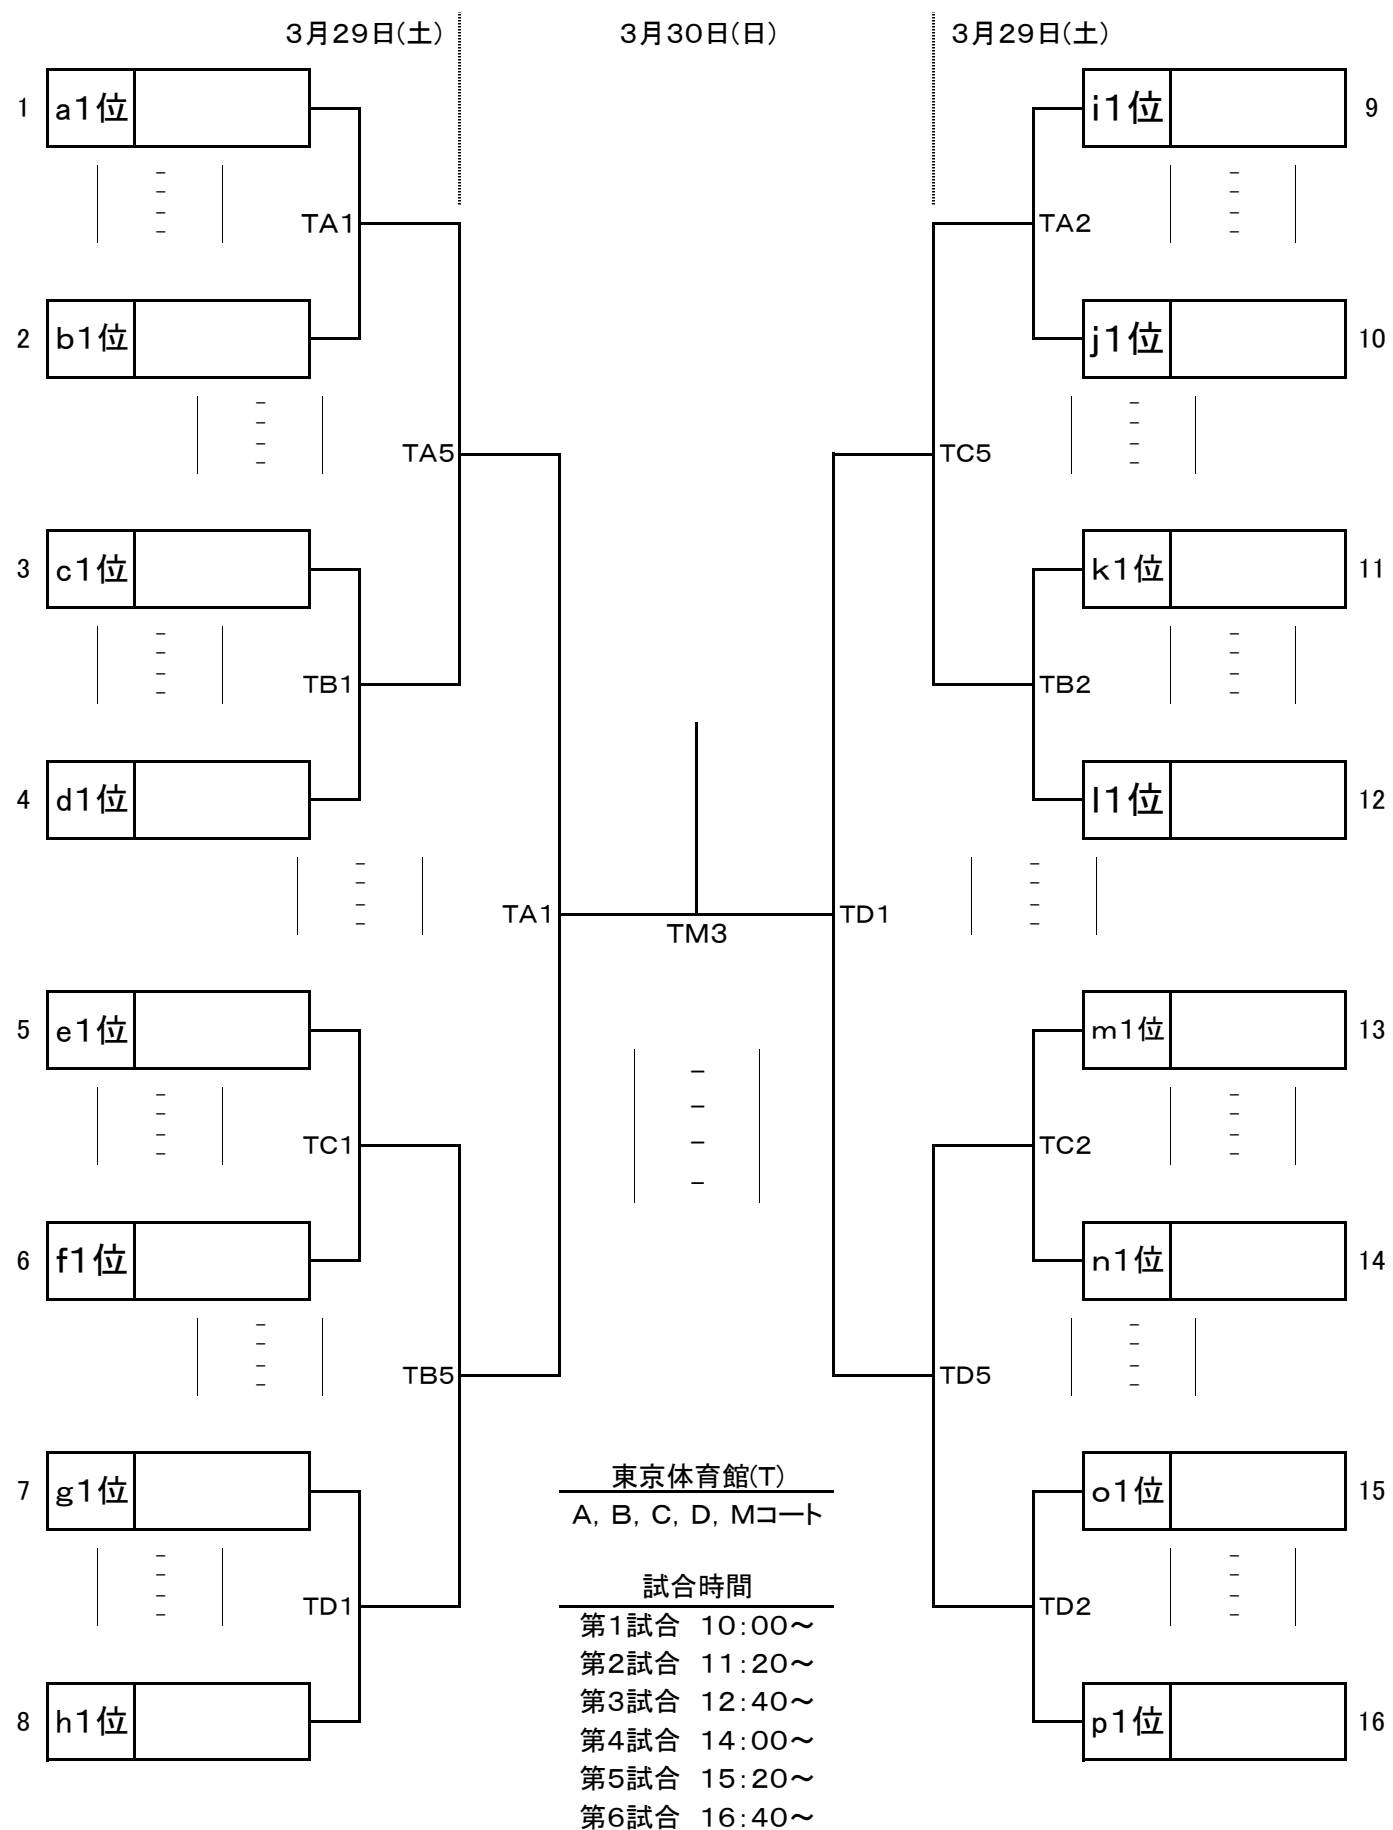 3月29日(土)
3月30日(日)
3月29日(土)
1 a1位
i1位 9
TA1
TA2
2 b1位
j1位 10
TA5
TC5
3 c1位
k1位 11
TB1
TB2
4 d1位
l1位 12
TA1
TD1
TM3
5 e1位
m1位 13
TC1
TC2
6 f1位
n1位 14
TB5
TD5
7 g1位
o1位 15
東京体育館(T)
A, B, C, D, Mコート
試合時間
TD1
TD2
第1試合 10:00～
第2試合 11:20～
第3試合 12:40～
8 h1位
p1位 16
第4試合 14:00～
第5試合 15:20～
第6試合 16:40～